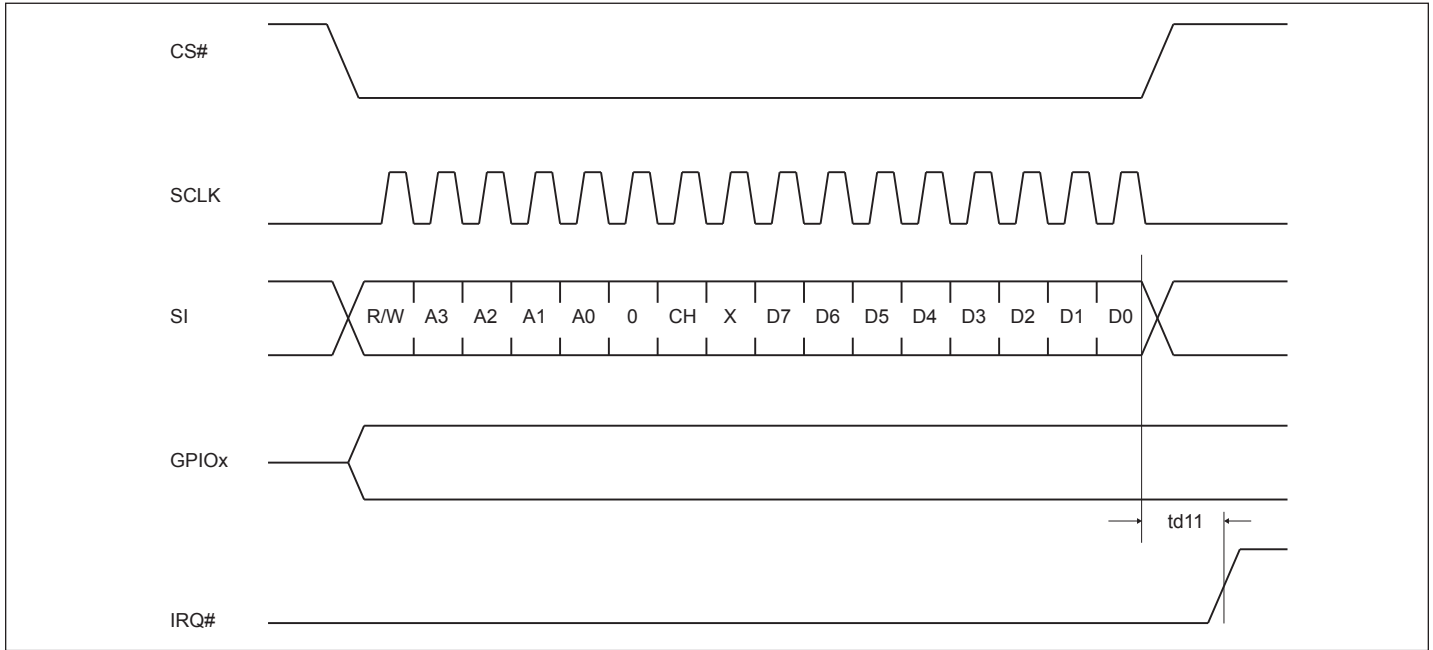 CS#
SCLK
SI R/W A3 A2 A1 A0 0 CH X D7 D6 D5 D4 D3 D2 D1 D0
GPIOx
td11
IRQ#